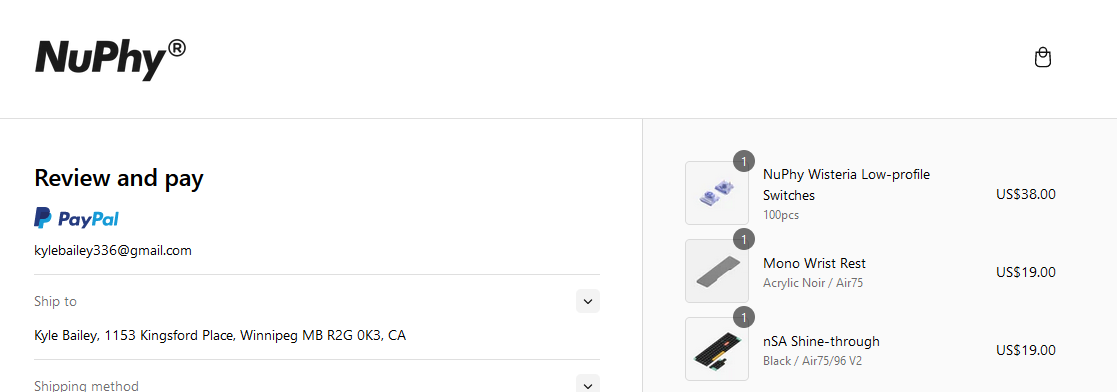 NuPhy®
Review and pay
PayPal
kylebailey336@gmail.com
Ship to
Kyle Bailey, 1153 Kingsford Place, Winnipeg MB R2G 0K3, CA
Shipping method
1
NuPhy Wisteria Low-profile
Switches
100pcs
US$38.00
1
Mono Wrist Rest
Acrylic Noir / Air75
US$19.00
1
nSA Shine-through
Black / Air75/96 V2
US$19.00